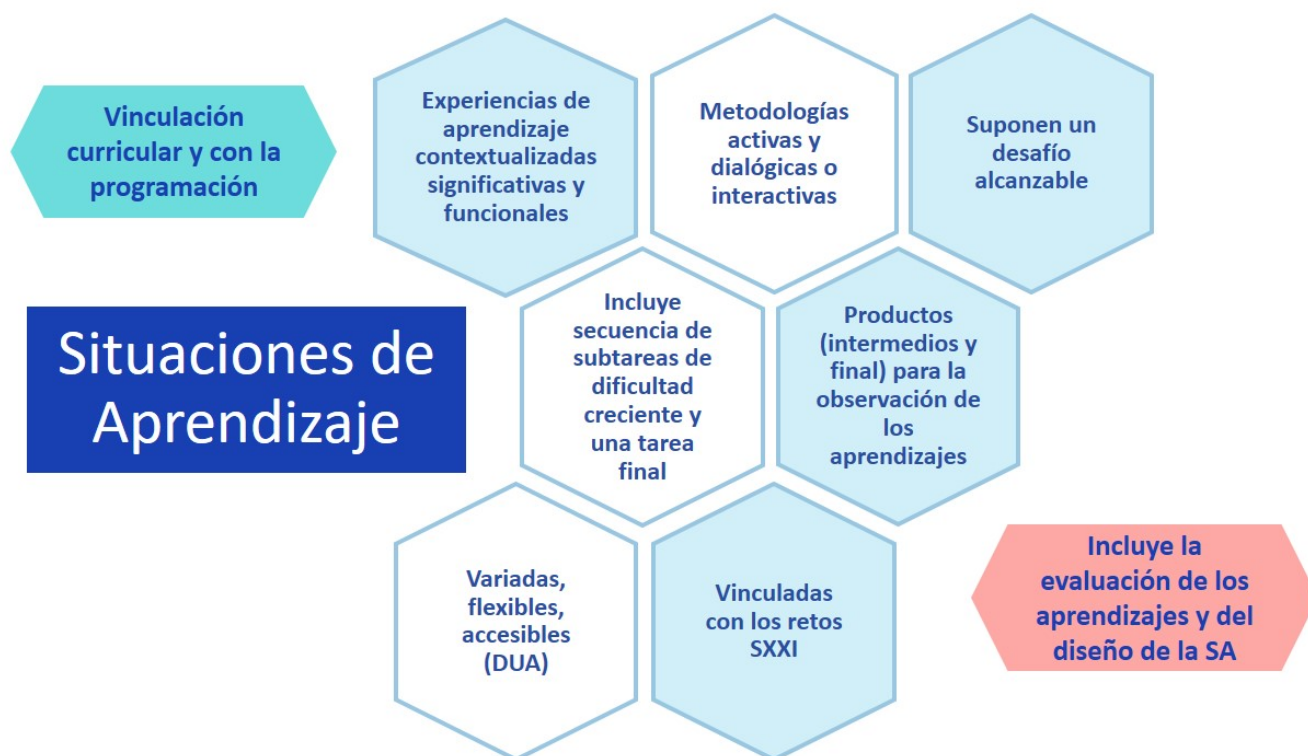 Vinculación
curricular y con la
programación
Experiencias de
aprendizaje
contextualizadas
significativas y
funcionales
Metodologías
activas y
dialógicas o
interactivas
Suponen un
desafío
alcanzable
Situaciones de
Aprendizaje
Incluye
secuencia de
subtareas de
dificultad
creciente y
una tarea
final
Productos
(intermedios y
final) para la
observación de
los
aprendizajes
Variadas,
flexibles,
accesibles
(DUA)
Vinculadas
con los retos
SXXI
Incluye la
evaluación de los
aprendizajes y del
diseño de la SA